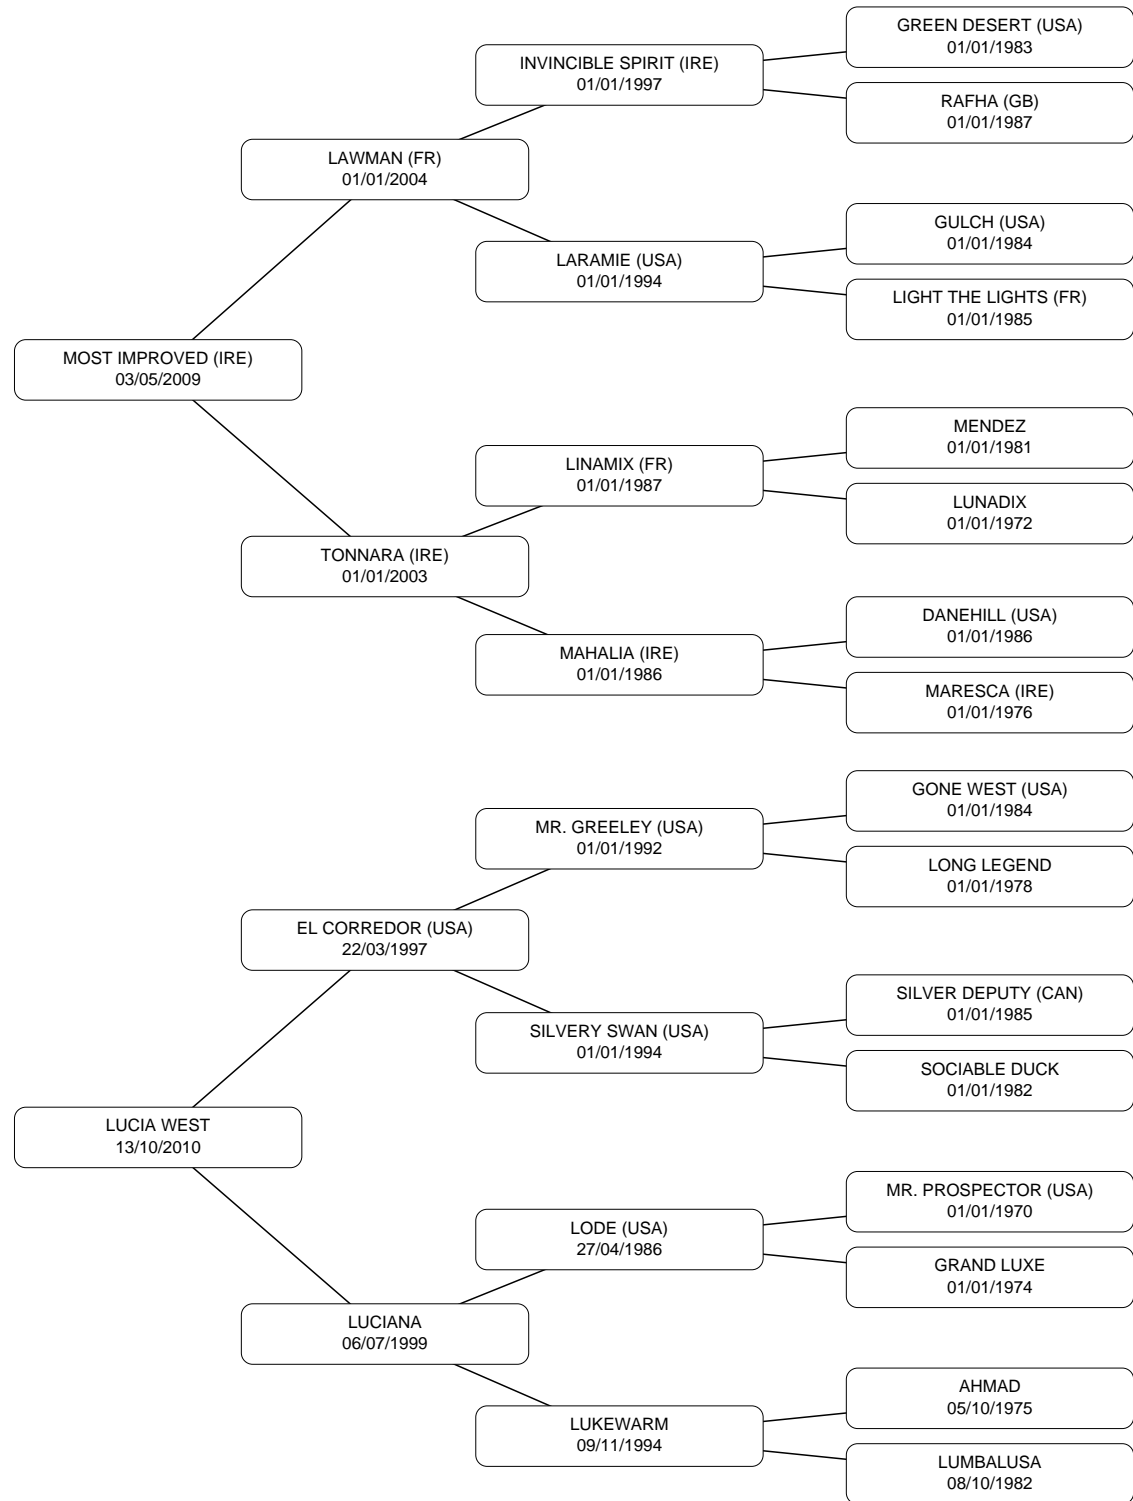 GREEN DESERT (USA)
01/01/1983
INVINCIBLE SPIRIT (IRE)
01/01/1997
RAFHA (GB)
01/01/1987
LAWMAN (FR)
01/01/2004
GULCH (USA)
01/01/1984
LARAMIE (USA)
01/01/1994
LIGHT THE LIGHTS (FR)
01/01/1985
MOST IMPROVED (IRE)
03/05/2009
MENDEZ
01/01/1981
LINAMIX (FR)
01/01/1987
LUNADIX
01/01/1972
TONNARA (IRE)
01/01/2003
DANEHILL (USA)
01/01/1986
MAHALIA (IRE)
01/01/1986
MARESCA (IRE)
01/01/1976
GONE WEST (USA)
01/01/1984
MR. GREELEY (USA)
01/01/1992
LONG LEGEND
01/01/1978
EL CORREDOR (USA)
22/03/1997
SILVER DEPUTY (CAN)
01/01/1985
SILVERY SWAN (USA)
01/01/1994
SOCIABLE DUCK
01/01/1982
LUCIA WEST
13/10/2010
MR. PROSPECTOR (USA)
01/01/1970
LODE (USA)
27/04/1986
GRAND LUXE
01/01/1974
LUCIANA
06/07/1999
AHMAD
05/10/1975
LUKEWARM
09/11/1994
LUMBALUSA
08/10/1982